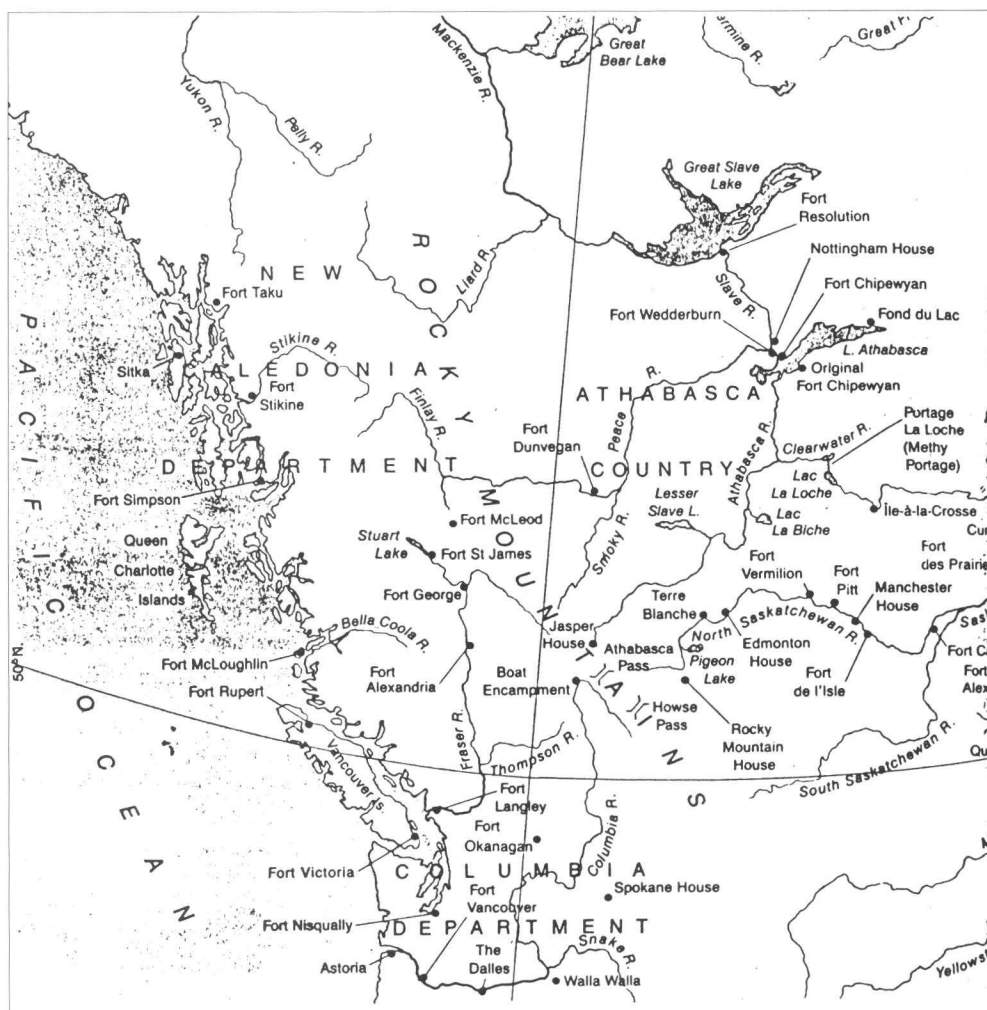 Great
Bear Lake
Mackenzie R.
Yukon R.
Pelly R.
Great Slave
Lake
Fort
Resolution
Nottingham House
Fort Chipewyan
Fort Wedderburn
Slave R.
Fond du Lac
L. Athabasca
Original
Fort Chipewyan
ROCKY MOUNTAINS
Liard R.
NEW
CALEDONIA
DEPARTMENT
Fort Taku
Sitka
Stikine R.
Fort
Stikine
Finlay R.
ATHABASCA
COUNTRY
Peace
R.
Fort
Dunvegan
Athabasca R.
Clearwater R.
Portage
La Loche
(Methy
Portage)
Lac
La Loche
Lac
La Biche
Île-à-la-Crosse
Lesser
Slave L.
Smoky R.
Fort Simpson
Fort McLeod
Stuart
Lake
Fort St James
Fort George
Queen
Charlotte
Islands
PACIFIC
OCEAN
50°N.
Bella Coola R.
Fort McLoughlin
Fort
Alexandria
Fort Rupert
Vancouver Is
Fraser R.
Thompson R.
Jasper
House
Boat
Encampment
Athabasca
Pass
Howse
Pass
Terre
Blanche
North Saskatchewan R.
Pigeon
Lake
Edmonton
House
Fort
Vermilion
Fort
Pitt
Manchester
House
Fort
des Prairie
Fort
de l'Isle
Rocky
Mountain
House
South Saskatchewan R.
Fort
Langley
Fort
Okanagan
Columbia R.
Fort Victoria
COLUMBIA
DEPARTMENT
Fort
Vancouver
Spokane House
Fort Nisqually
Astoria
The
Dalles
Snake R.
Walla Walla